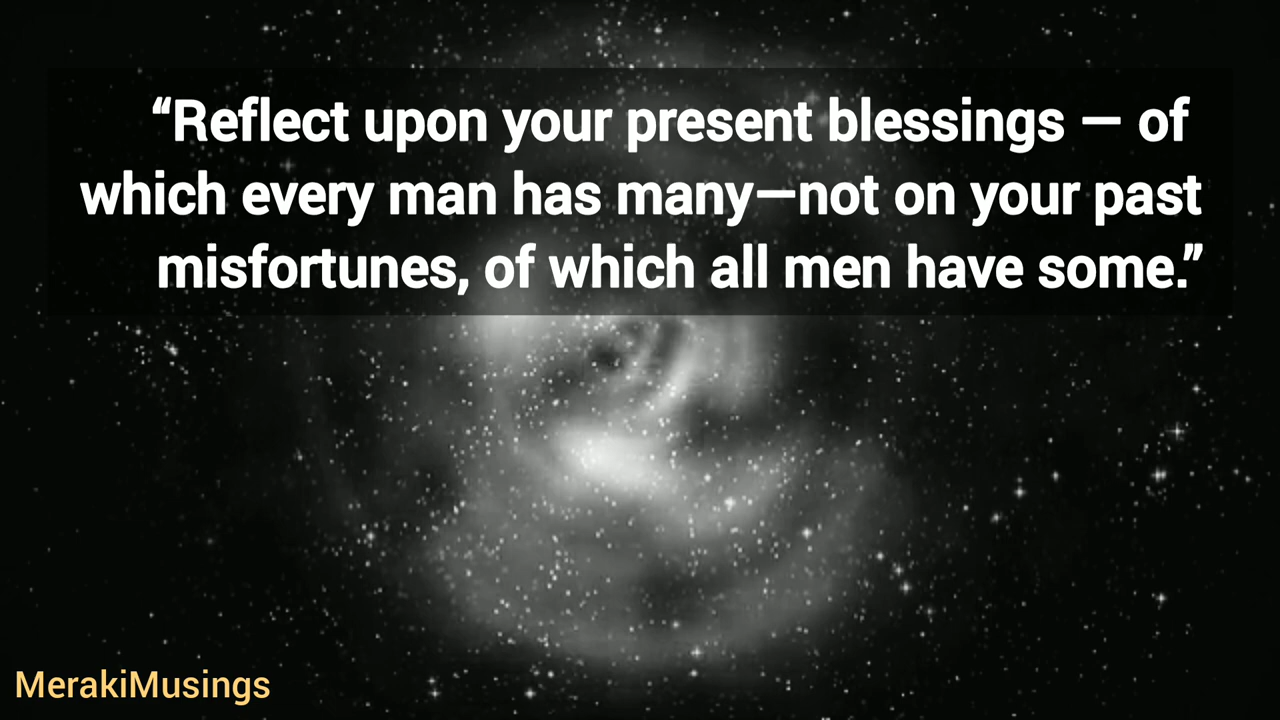 “Reflect upon your present blessings — of
which every man has many—not on your past
misfortunes, of which all men have some.”
MerakiMusings